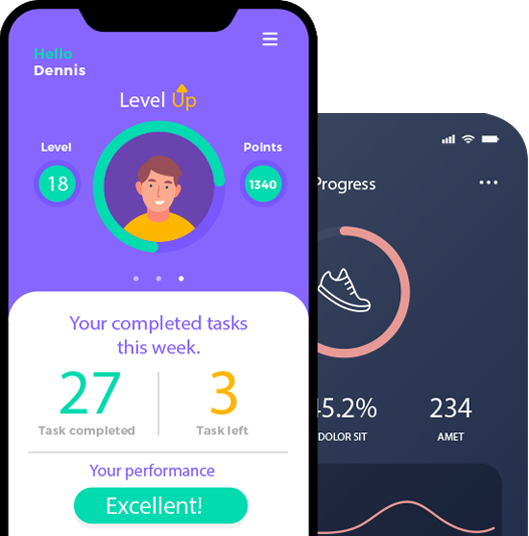 Hello
Dennis
Level Up
Level
18
Points
1340
Your completed tasks
this week.
27
Task completed
3
Task left
Your performance
Excellent!
Progress
45.2%
DOLOR SIT
234
AMET